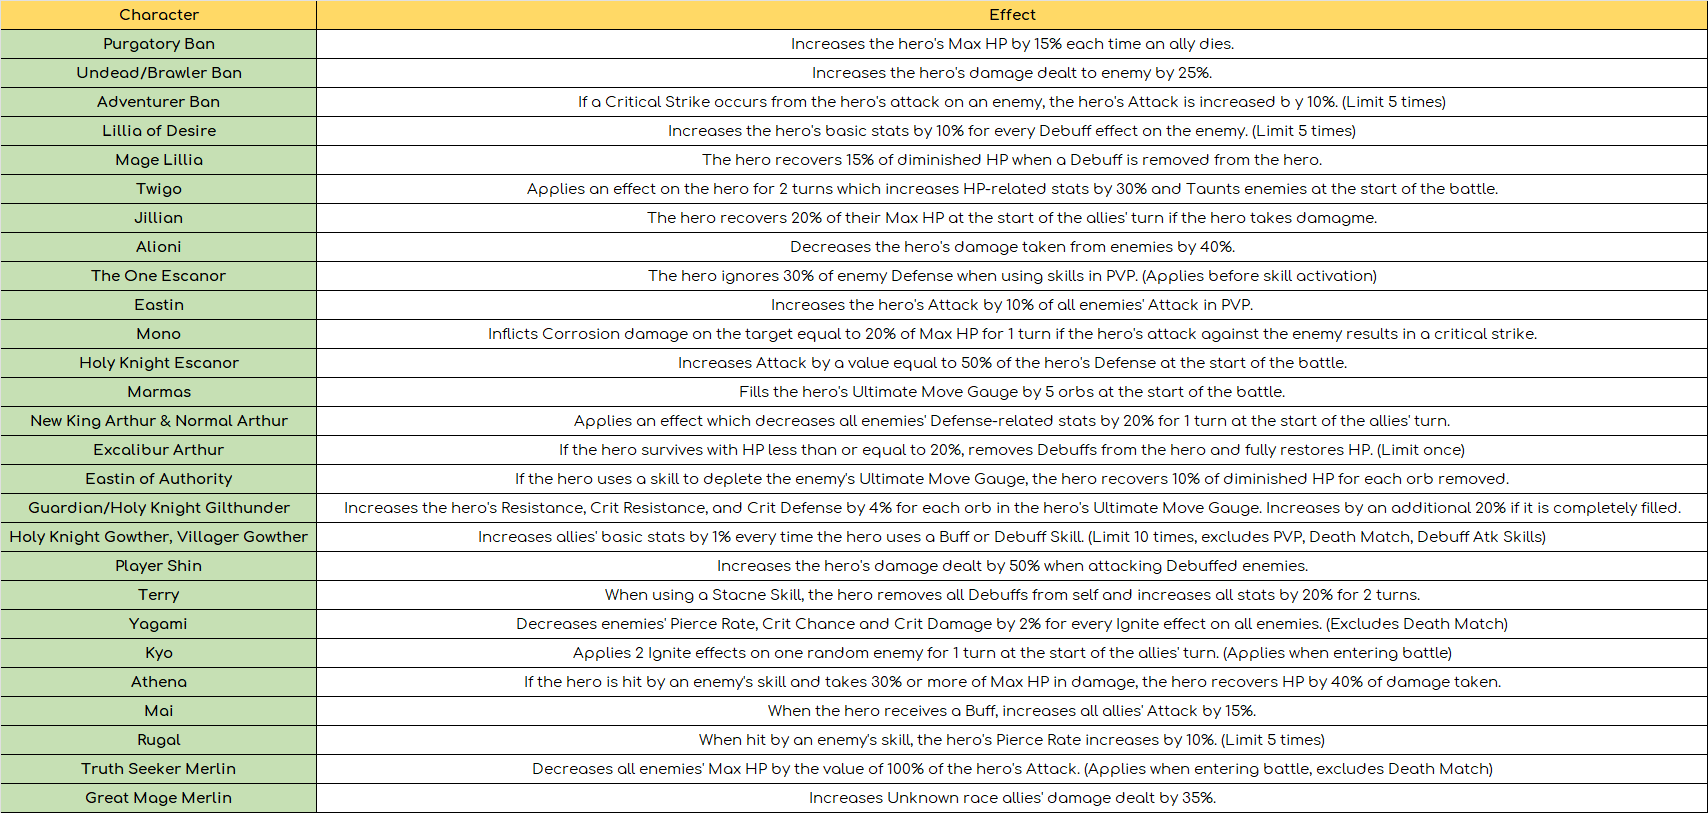 Character Effect
Purgatory Ban Increases the hero's Max HP by 15% each time an ally dies.
Undead/Brawler Ban Increases the hero's damage dealt to enemy by 25%.
Adventurer Ban If a Critical Strike occurs from the hero's attack on an enemy, the hero's Attack is increased b y 10%. (Limit 5 times)
Lillia of Desire Increases the hero's basic stats by 10% for every Debuff effect on the enemy. (Limit 5 times)
Mage Lillia The hero recovers 15% of diminished HP when a Debuff is removed from the hero.
Twigo Applies an effect on the hero for 2 turns which increases HP-related stats by 30% and Taunts enemies at the start of the battle.
Jillian The hero recovers 20% of their Max HP at the start of the allies' turn if the hero takes damagme.
Alioni Decreases the hero's damage taken from enemies by 40%.
The One Escanor The hero ignores 30% of enemy Defense when using skills in PVP. (Applies before skill activation)
Eastin Increases the hero's Attack by 10% of all enemies' Attack in PVP.
Mono Inflicts Corrosion damage on the target equal to 20% of Max HP for 1 turn if the hero's attack against the enemy results in a critical strike.
Holy Knight Escanor Increases Attack by a value equal to 50% of the hero's Defense at the start of the battle.
Marmas Fills the hero's Ultimate Move Gauge by 5 orbs at the start of the battle.
New King Arthur & Normal Arthur Applies an effect which decreases all enemies' Defense-related stats by 20% for 1 turn at the start of the allies' turn.
Excalibur Arthur If the hero survives with HP less than or equal to 20%, removes Debuffs from the hero and fully restores HP. (Limit once)
Eastin of Authority If the hero uses a skill to deplete the enemy's Ultimate Move Gauge, the hero recovers 10% of diminished HP for each orb removed.
Guardian/Holy Knight Gilthunder Increases the hero's Resistance, Crit Resistance, and Crit Defense by 4% for each orb in the hero's Ultimate Move Gauge. Increases by an additional 20% if it is completely filled.
Holy Knight Gowther, Villager Gowther Increases allies' basic stats by 1% every time the hero uses a Buff or Debuff Skill. (Limit 10 times, excludes PVP, Death Match, Debuff Atk Skills)
Player Shin Increases the hero's damage dealt by 50% when attacking Debuffed enemies.
Terry When using a Stacne Skill, the hero removes all Debuffs from self and increases all stats by 20% for 2 turns.
Yagami Decreases enemies' Pierce Rate, Crit Chance and Crit Damage by 2% for every Ignite effect on all enemies. (Excludes Death Match)
Kyo Applies 2 Ignite effects on one random enemy for 1 turn at the start of the allies' turn. (Applies when entering battle)
Athena If the hero is hit by an enemy's skill and takes 30% or more of Max HP in damage, the hero recovers HP by 40% of damage taken.
Mai When the hero receives a Buff, increases all allies' Attack by 15%.
Rugal When hit by an enemy's skill, the hero's Pierce Rate increases by 10%. (Limit 5 times)
Truth Seeker Merlin Decreases all enemies' Max HP by the value of 100% of the hero's Attack. (Applies when entering battle, excludes Death Match)
Great Mage Merlin Increases Unknown race allies' damage dealt by 35%.